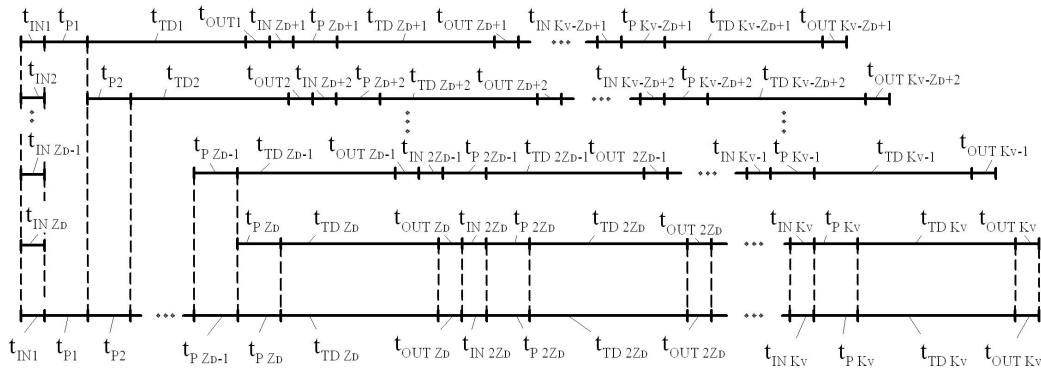 tIN1 tP1 tTD1 tOUT1 tIN ZD+1 tP ZD+1 tTD ZD+1 tOUT ZD+1 tIN KV-ZD+1 tP KV-ZD+1 tTD KV-ZD+1 tOUT KV-ZD+1
tIN2 tP2 tTD2 tOUT2 tIN ZD+2 tP ZD+2 tTD ZD+2 tOUT ZD+2 tIN KV-ZD+2 tP KV-ZD+2 tTD KV-ZD+2 tOUT KV-ZD+2
tIN ZD-1 tP ZD-1 tTD ZD-1 tOUT ZD-1 tIN 2ZD-1 tP 2ZD-1 tTD 2ZD-1 tOUT 2ZD-1 tIN KV-1 tP KV-1 tTD KV-1 tOUT KV-1
tIN ZD tP ZD tTD ZD tOUT ZD tIN 2ZD tP 2ZD tTD 2ZD tOUT 2ZD tIN KV tP KV tTD KV tOUT KV
tIN1 tP1 tP2 tP ZD-1 tP ZD tTD ZD tOUT ZD tIN 2ZD tP 2ZD tTD 2ZD tOUT 2ZD tIN KV tP KV tTD KV tOUT KV